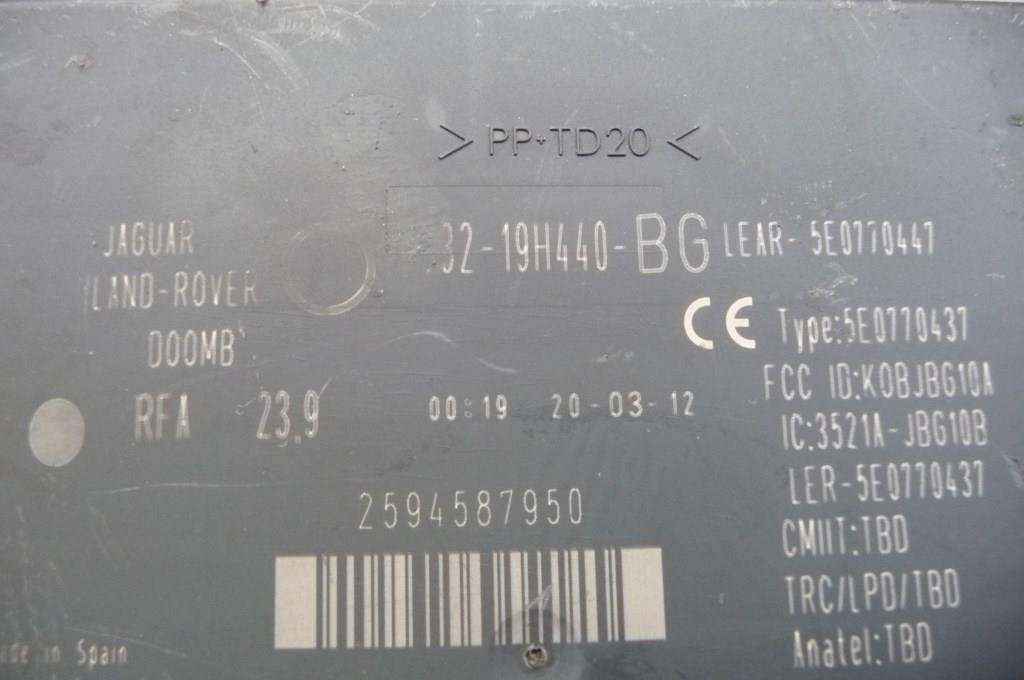 > PP+TD20 <
32-19H440-BG LEAR-5E0770447
JAGUAR
LAND-ROVER
DOOMB
CE Type:5E0770437
FCC ID:KOBJBG10A
RFA 23.9 00:19 20-03-12
IC:3521A-JBG10B
LER-5E0770437
2594587950
CMIIT:TBD
TRC/LPD/TBD
Anatel:TBD
in Spain